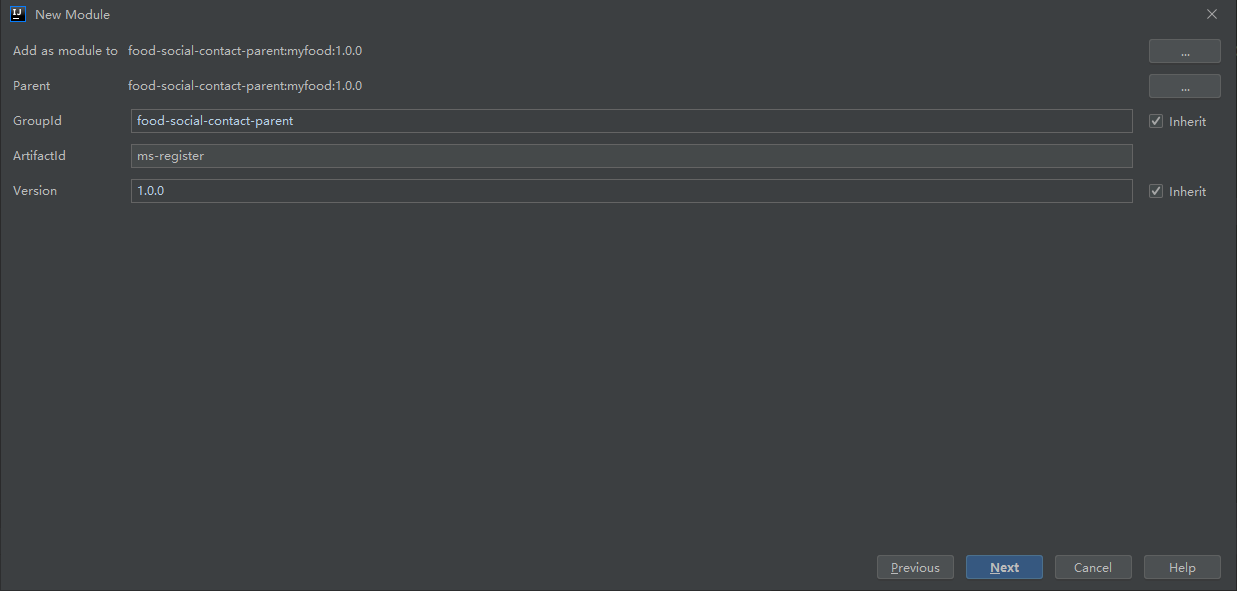 IJ New Module
Add as module to food-social-contact-parent:myfood:1.0.0 ...
Parent food-social-contact-parent:myfood:1.0.0 ...
GroupId food-social-contact-parent Inherit
ArtifactId ms-register
Version 1.0.0 Inherit
Previous Next Cancel Help